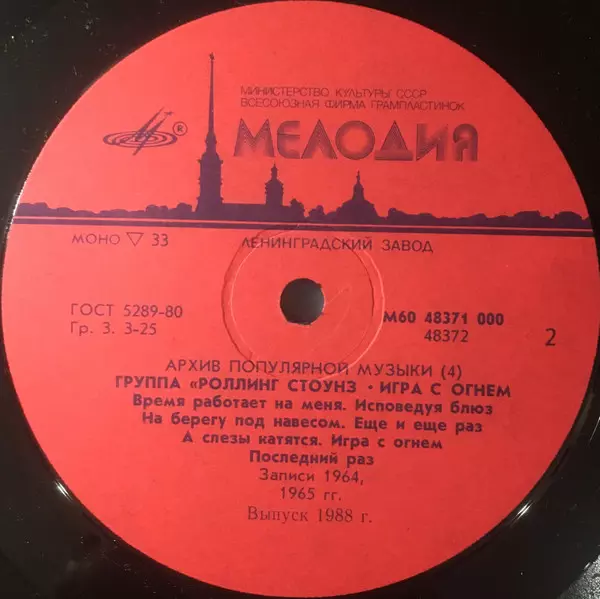 МИНИСТЕРСТВО КУЛЬТУРЫ СССР
ВСЕСОЮЗНАЯ ФИРМА ГРАМПЛАСТИНОК
® МЕЛОДИЯ
МОНО ▽ 33 ЛЕНИНГРАДСКИЙ ЗАВОД
ГОСТ 5289-80 М60 48371 000
Гр. 3. 3-25 48372 2
АРХИВ ПОПУЛЯРНОЙ МУЗЫКИ (4)
ГРУППА «РОЛЛИНГ СТОУНЗ • ИГРА С ОГНЕМ
Время работает на меня. Исповедуя блюз
На берегу под навесом. Еще и еще раз
А слезы катятся. Игра с огнем
Последний раз
Записи 1964,
1965 гг.
Выпуск 1988 г.